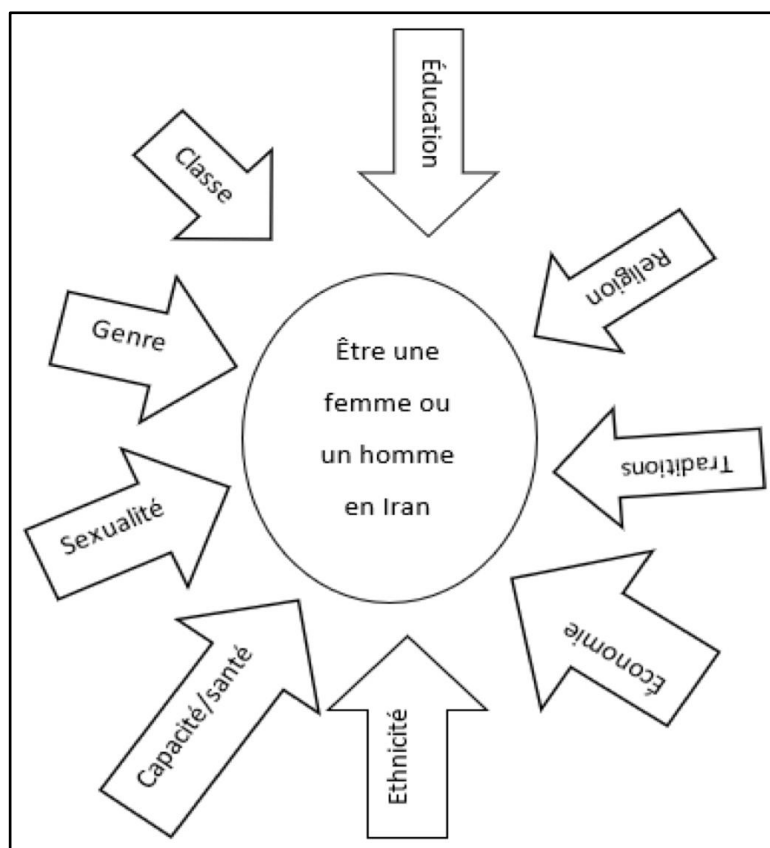 Éducation
Classe
Religion
Genre
Être une
femme ou
un homme
en Iran
Traditions
Sexualité
Économie
Capacité/santé
Ethnicité